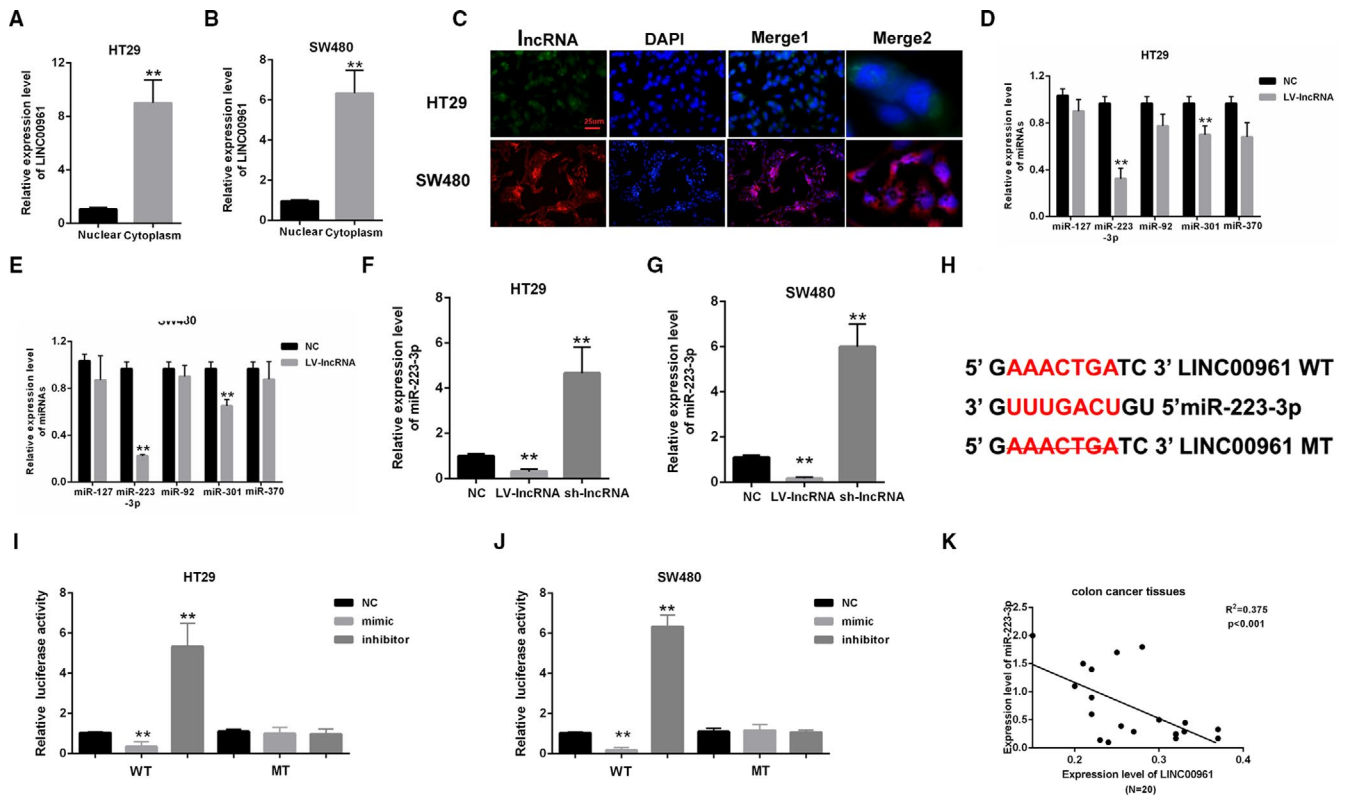 A
HT29
Relative expression level
of LINC00961
12
8
4
0
**
Nuclear Cytoplasm
B
SW480
Relative expression level
of LINC00961
8
6
4
2
0
**
Nuclear Cytoplasm
C
lncRNA DAPI Merge1 Merge2
HT29
25um
SW480
D
HT29
Relative expression level
of miRNAs
1.2
0.8
0.4
0.0
**
**
NC
LV-lncRNA
miR-127 miR-223 miR-92 miR-301 miR-370
-3p
E
SW480
Relative expression level
of miRNAs
1.2
0.8
0.4
0.0
**
**
NC
LV-lncRNA
miR-127 miR-223 miR-92 miR-301 miR-370
-3p
F
HT29
Relative expression level
of miR-223-3p
8
6
4
2
0
**
**
NC LV-lncRNA sh-lncRNA
G
SW480
Relative expression level
of miR-223-3p
8
6
4
2
0
**
**
NC LV-lncRNA sh-lncRNA
H
5' GAAACTGATC 3' LINC00961 WT
3' GUUUGACUGU 5'miR-223-3p
5' GAAACTGATC 3' LINC00961 MT
I
HT29
Relative luciferase activity
8
6
4
2
0
**
**
NC
mimic
inhibitor
WT MT
J
SW480
Relative luciferase activity
8
6
4
2
0
**
**
NC
mimic
inhibitor
WT MT
K
colon cancer tissues
Expression level of miR-223-3p
2.5
2.0
1.5
1.0
0.5
0.0
R²=0.375
p<0.001
0.2 0.3 0.4
Expression level of LINC00961
(N=20)